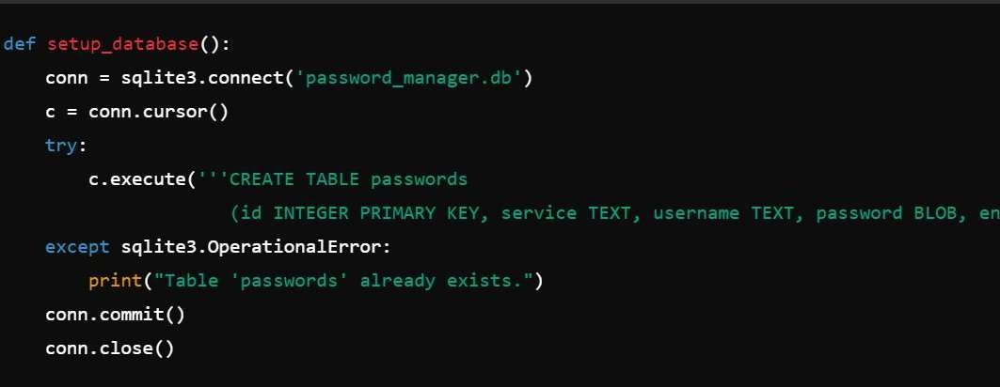 def setup_database():
    conn = sqlite3.connect('password_manager.db')
    c = conn.cursor()
    try:
        c.execute('''CREATE TABLE passwords
                     (id INTEGER PRIMARY KEY, service TEXT, username TEXT, password BLOB, en
    except sqlite3.OperationalError:
        print("Table 'passwords' already exists.")
    conn.commit()
    conn.close()